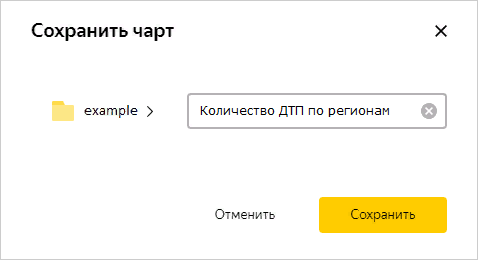 Сохранить чарт
example
Количество ДТП по регионам
Отменить
Сохранить